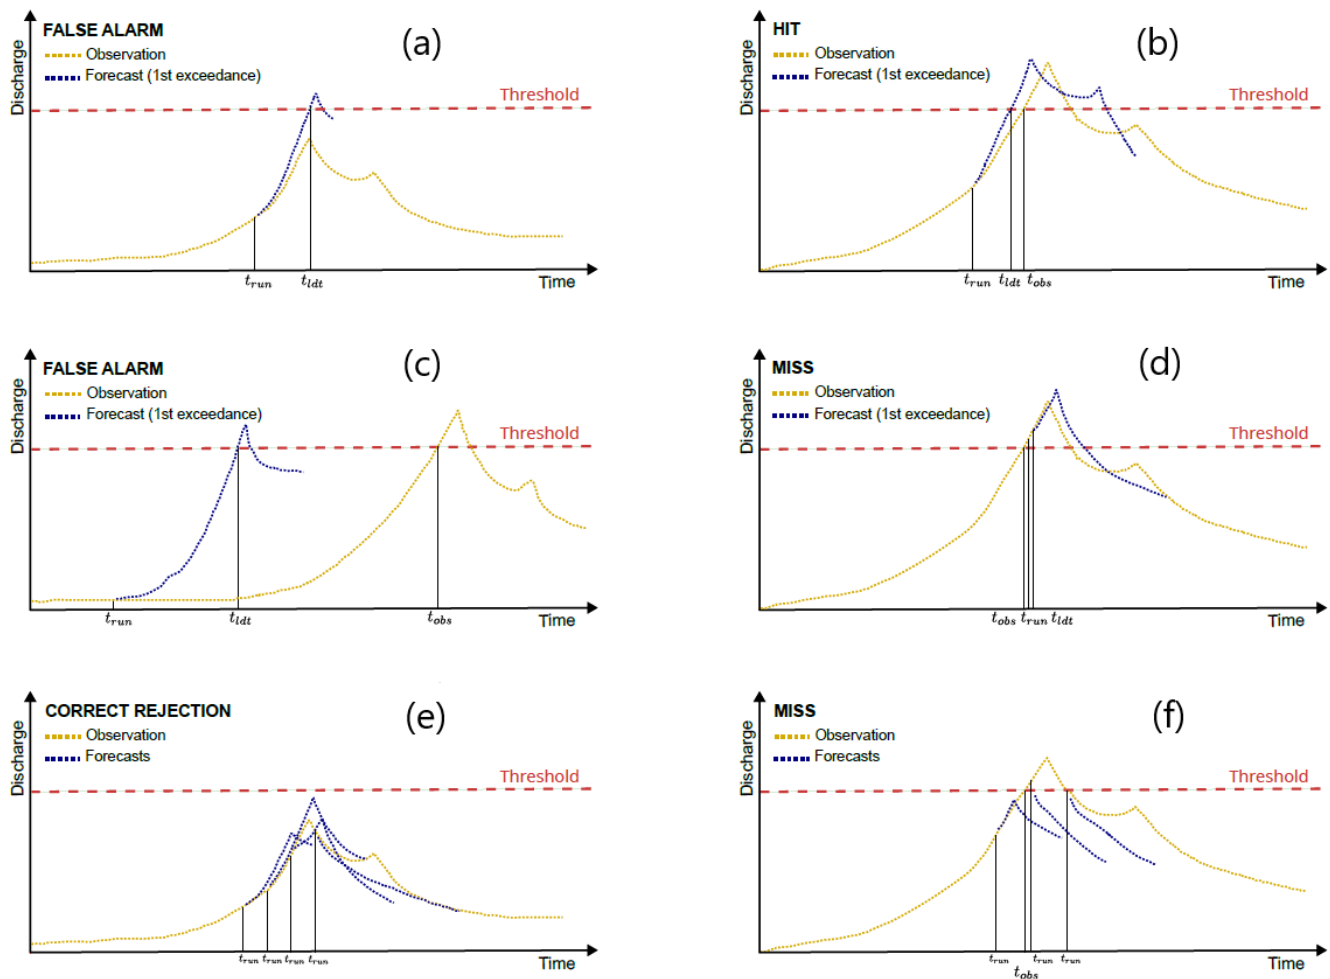 FALSE ALARM
(a)
Observation
Forecast (1st exceedance)
Threshold
Discharge
t_run
t_ldt
Time
HIT
(b)
Observation
Forecast (1st exceedance)
Threshold
Discharge
t_run
t_ldt
t_obs
Time
FALSE ALARM
(c)
Observation
Forecast (1st exceedance)
Threshold
Discharge
t_run
t_ldt
t_obs
Time
MISS
(d)
Observation
Forecast (1st exceedance)
Threshold
Discharge
t_obs
t_run
t_ldt
Time
CORRECT REJECTION
(e)
Observation
Forecasts
Threshold
Discharge
t_run
t_run
t_run
t_run
Time
MISS
(f)
Observation
Forecasts
Threshold
Discharge
t_run
t_obs
t_run
t_run
Time